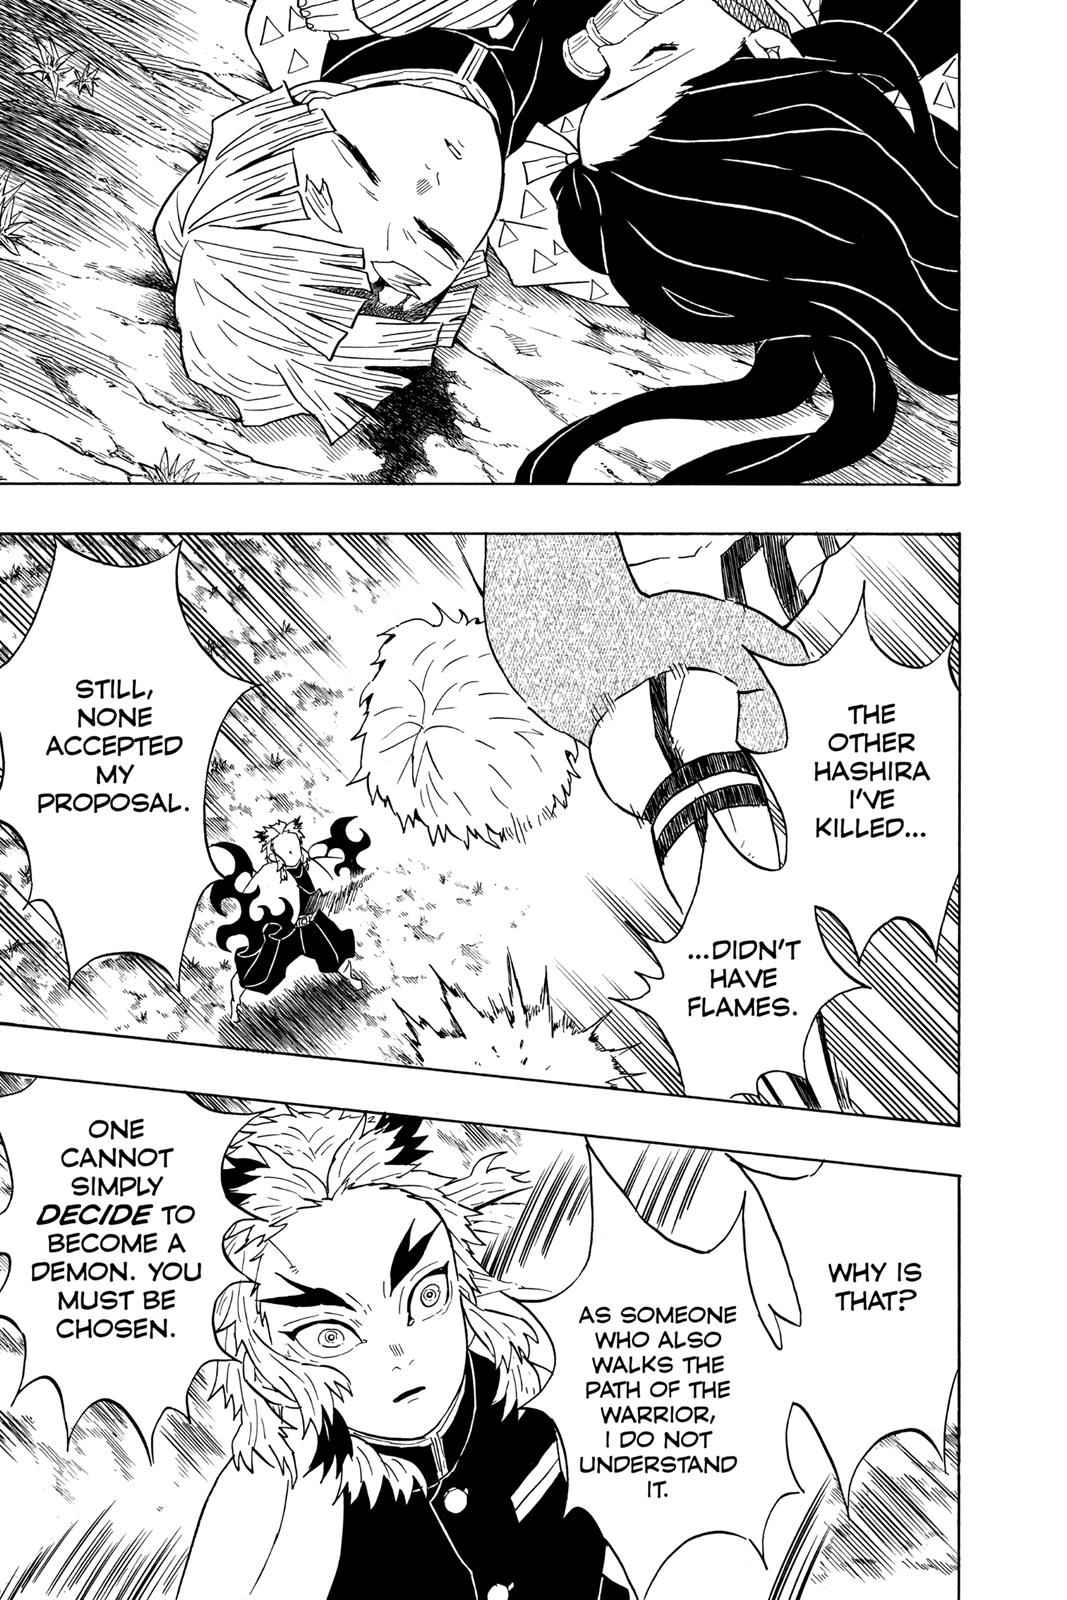 THE
OTHER
HASHIRA
I'VE
KILLED...
...DIDN'T
HAVE
FLAMES.
STILL,
NONE
ACCEPTED
MY
PROPOSAL.
WHY IS
THAT?
AS SOMEONE
WHO ALSO
WALKS THE
PATH OF THE
WARRIOR,
I DO NOT
UNDERSTAND
IT.
ONE
CANNOT
SIMPLY
DECIDE TO
BECOME A
DEMON. YOU
MUST BE
CHOSEN.